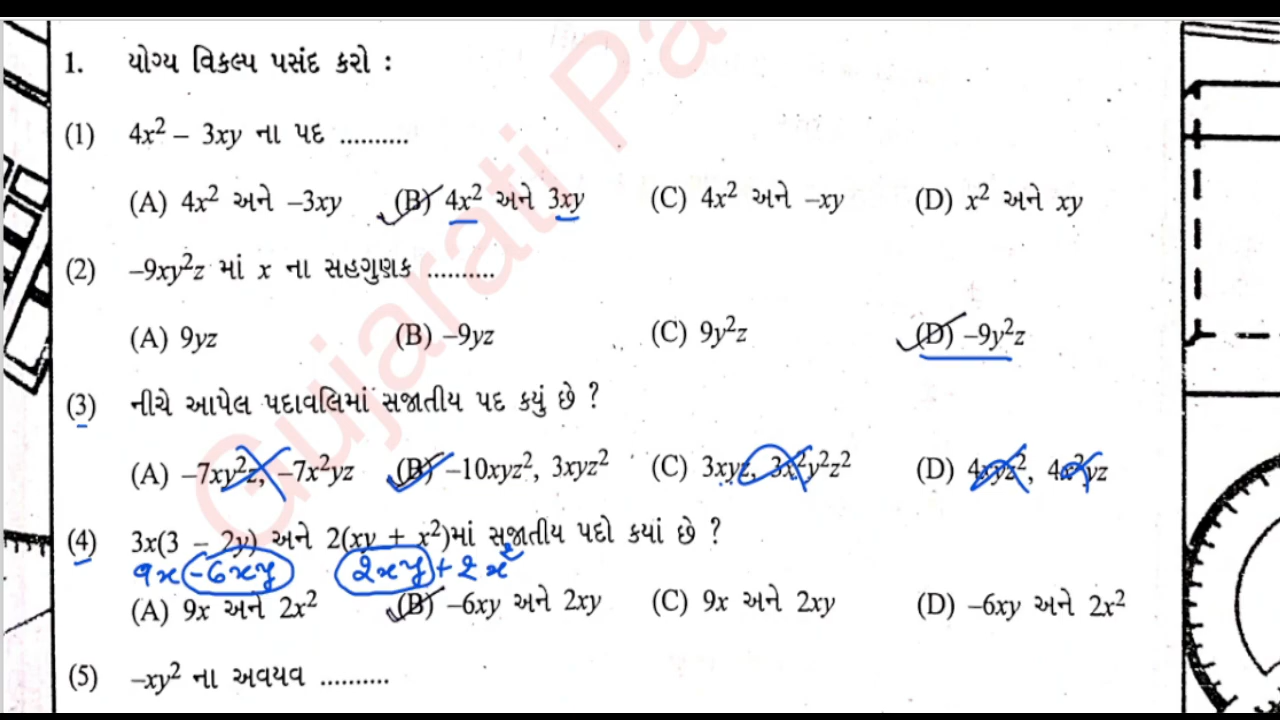 1. યોગ્ય વિકલ્પ પસંદ કરો :
(1) 4x² – 3xy ના પદ ..........
(A) 4x² અને –3xy (B) 4x² અને 3xy (C) 4x² અને –xy (D) x² અને xy
(2) –9xy²z માં x ના સહગુણક ..........
(A) 9yz (B) –9yz (C) 9y²z (D) –9y²z
(3) નીચે આપેલ પદાવલિમાં સજાતીય પદ કયું છે ?
(A) –7xy²z, –7x²yz (B) –10xyz², 3xyz² (C) 3xyz, 3x²y²z² (D) 4xyz², 4x²yz
(4) 3x(3 – 2y) અને 2(xy + x²)માં સજાતીય પદો કયાં છે ?
9x –6xy 2xy + 2x²
(A) 9x અને 2x² (B) –6xy અને 2xy (C) 9x અને 2xy (D) –6xy અને 2x²
(5) –xy² ના અવયવ ..........
Gujarati Pa